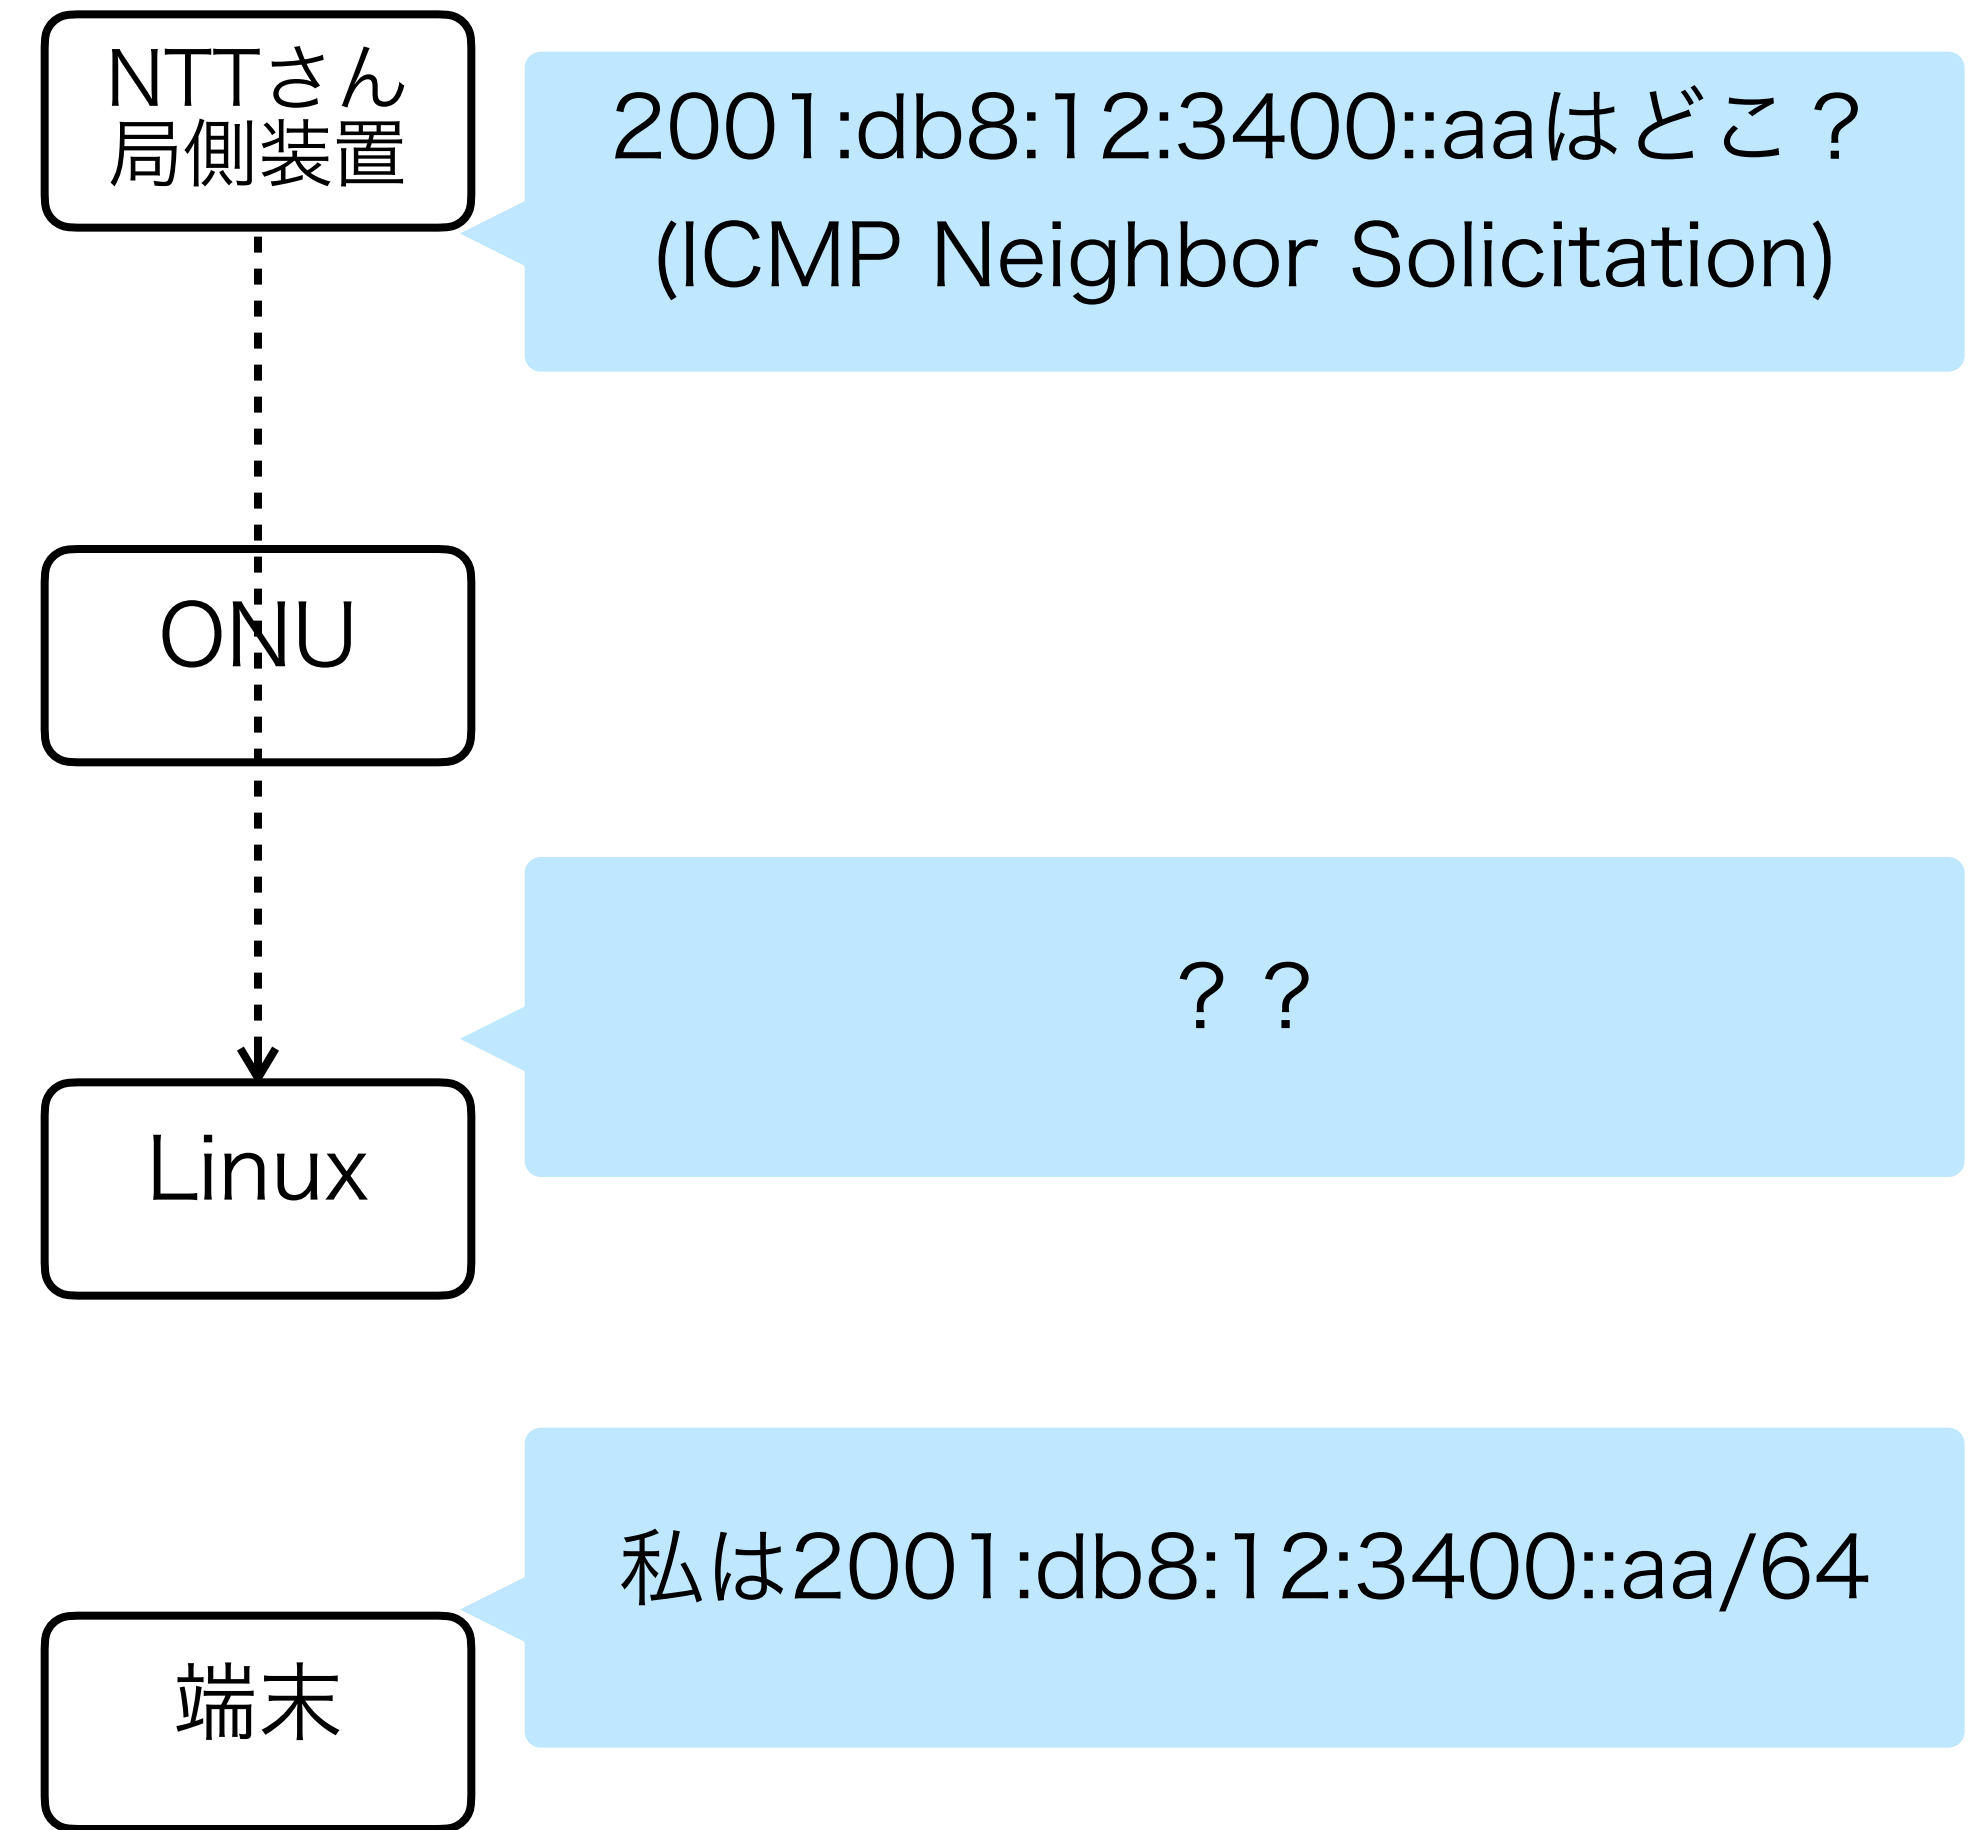 NTTさん
局側装置
2001:db8:12:3400::aaはどこ？
(ICMP Neighbor Solicitation)
ONU
？？
Linux
私は2001:db8:12:3400::aa/64
端末